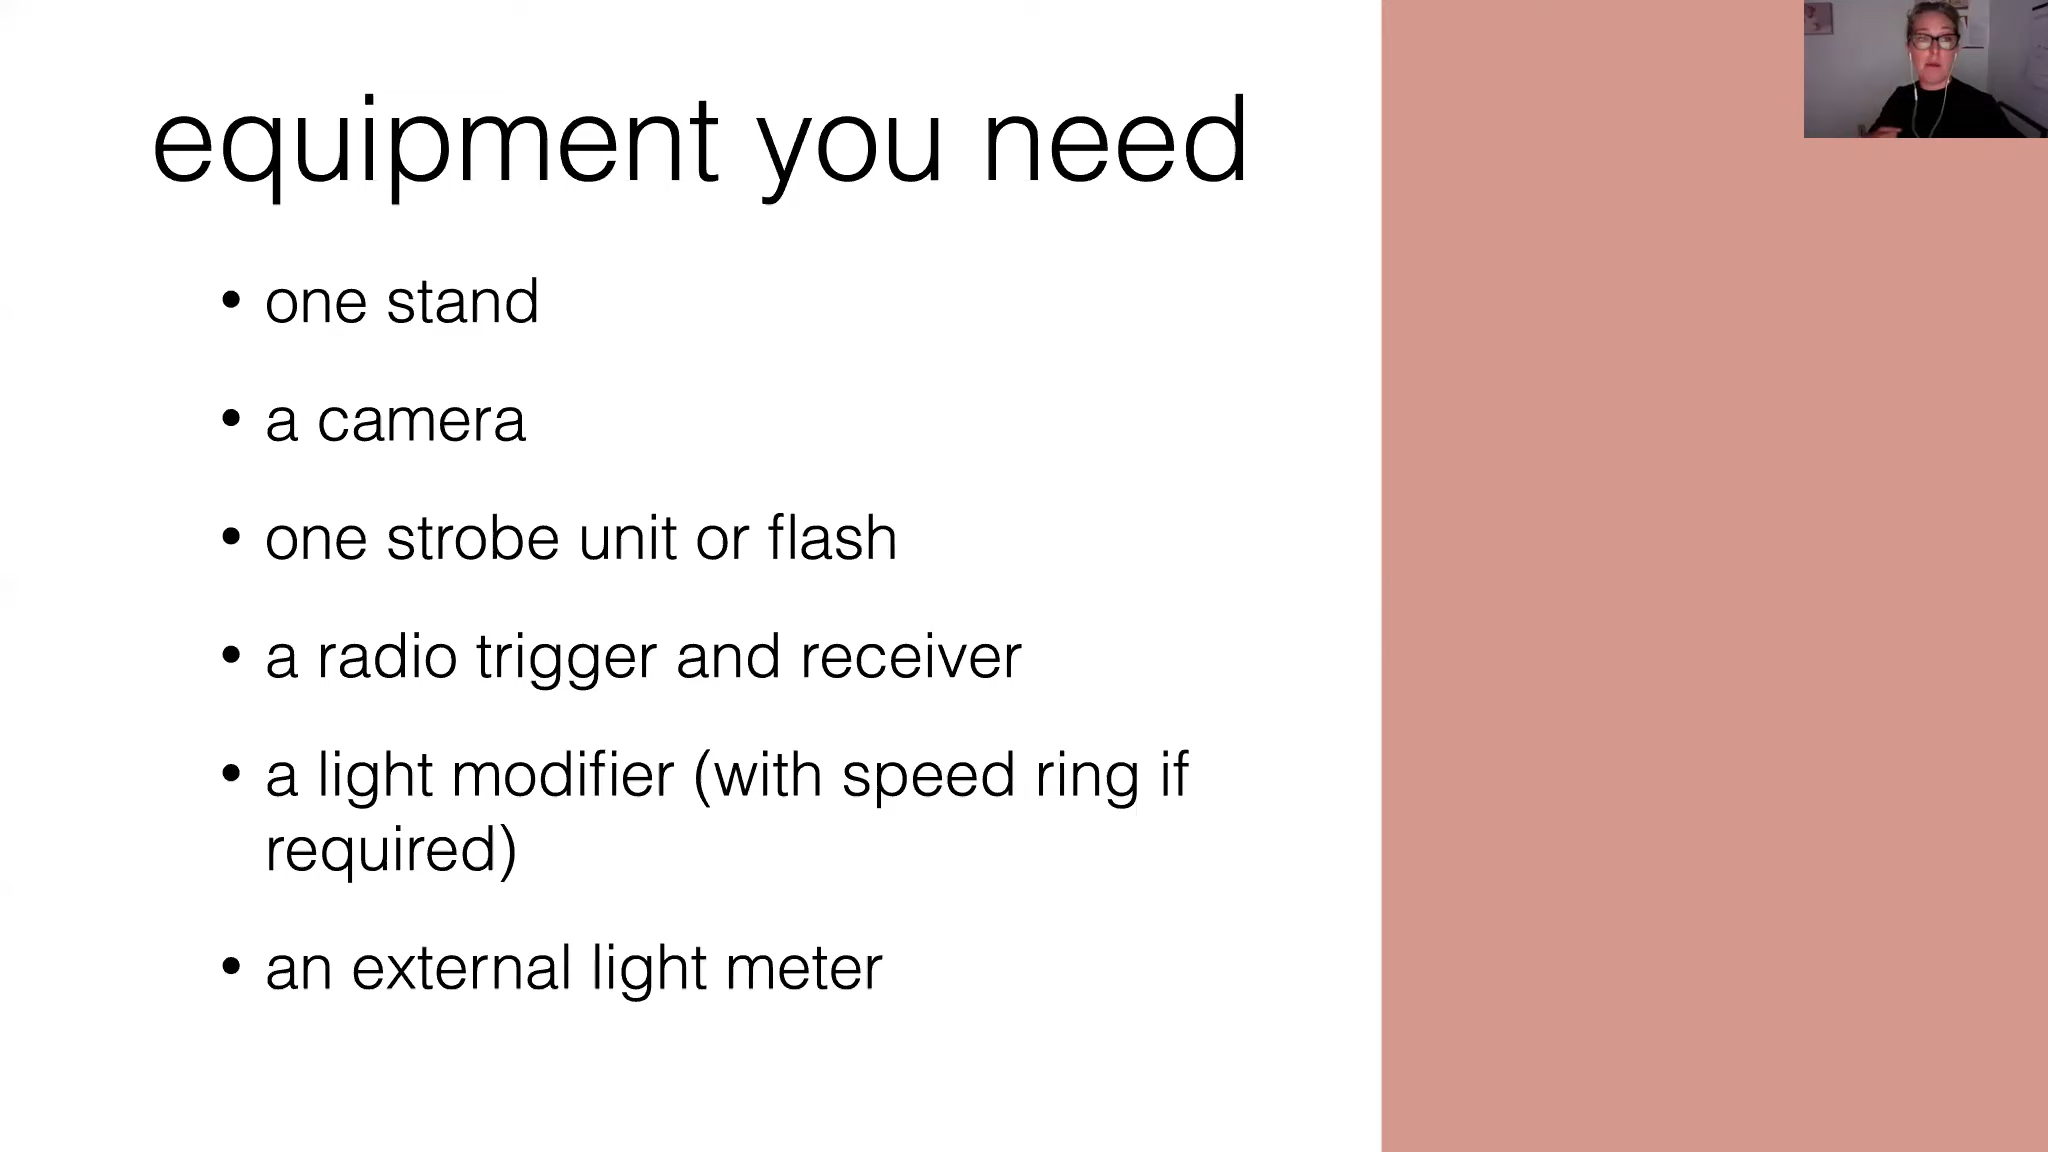 equipment you need
• one stand
• a camera
• one strobe unit or flash
• a radio trigger and receiver
• a light modifier (with speed ring if
required)
• an external light meter